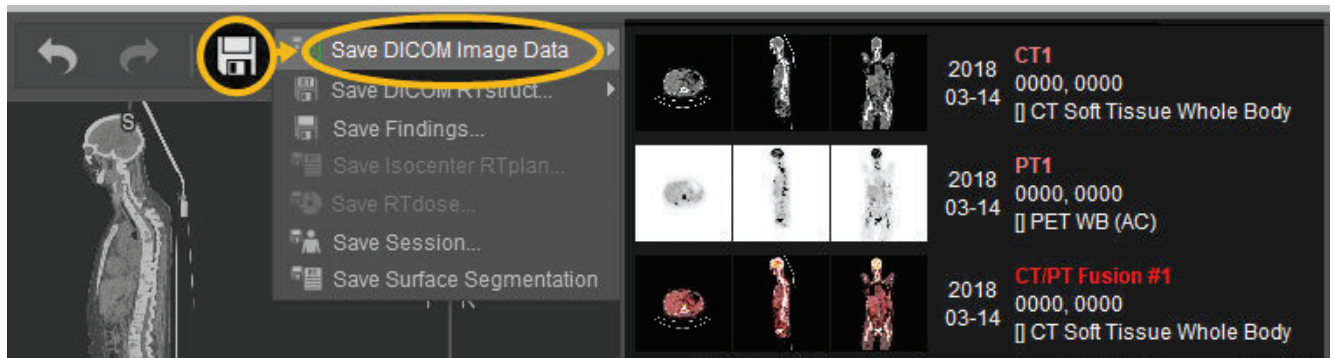 Save DICOM Image Data
Save DICOM RTstruct...
Save Findings...
Save Isocenter RTplan...
Save RTdose...
Save Session...
Save Surface Segmentation
S
2018
03-14
CT1
0000, 0000
[] CT Soft Tissue Whole Body
2018
03-14
PT1
0000, 0000
[] PET WB (AC)
2018
03-14
CT/PT Fusion #1
0000, 0000
[] CT Soft Tissue Whole Body